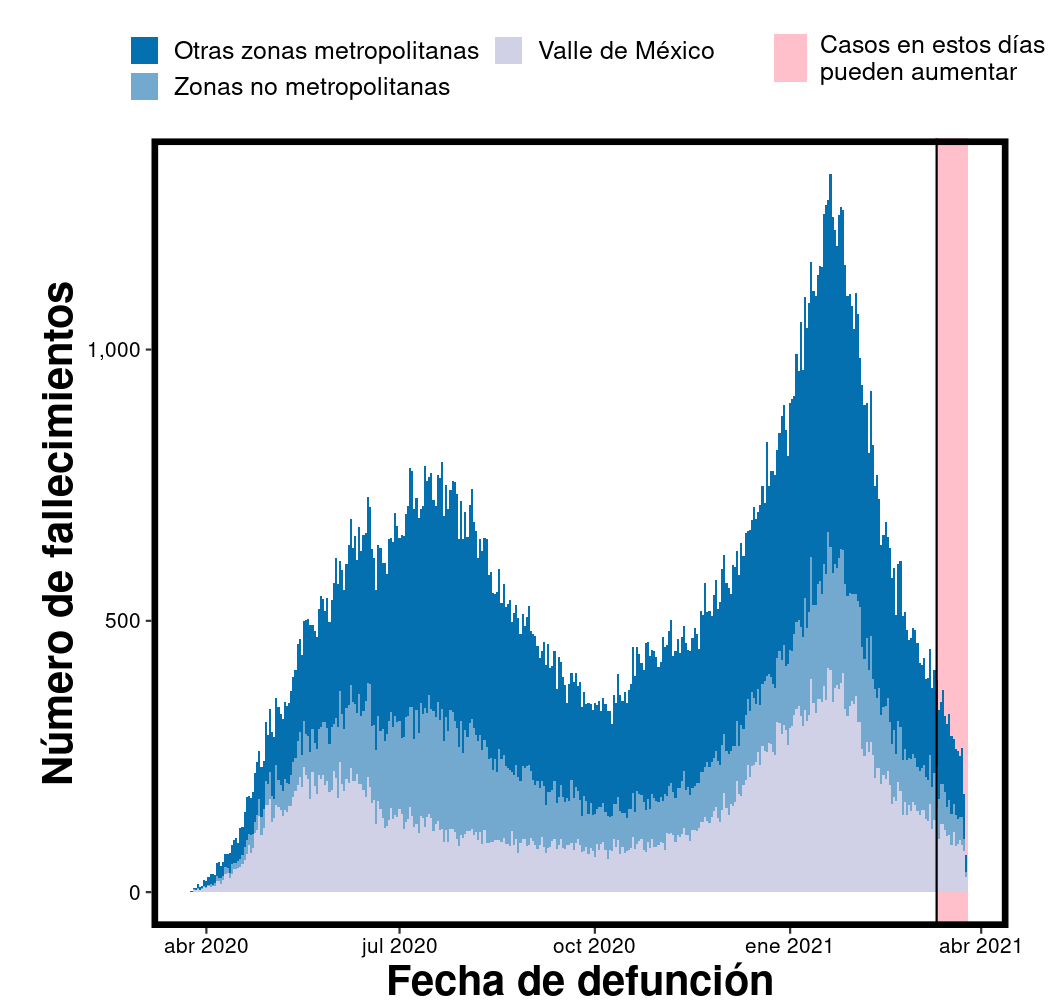 Otras zonas metropolitanas
Zonas no metropolitanas
Valle de México
Casos en estos días
pueden aumentar
Número de fallecimientos
1,000
500
0
abr 2020
jul 2020
oct 2020
ene 2021
abr 2021
Fecha de defunción